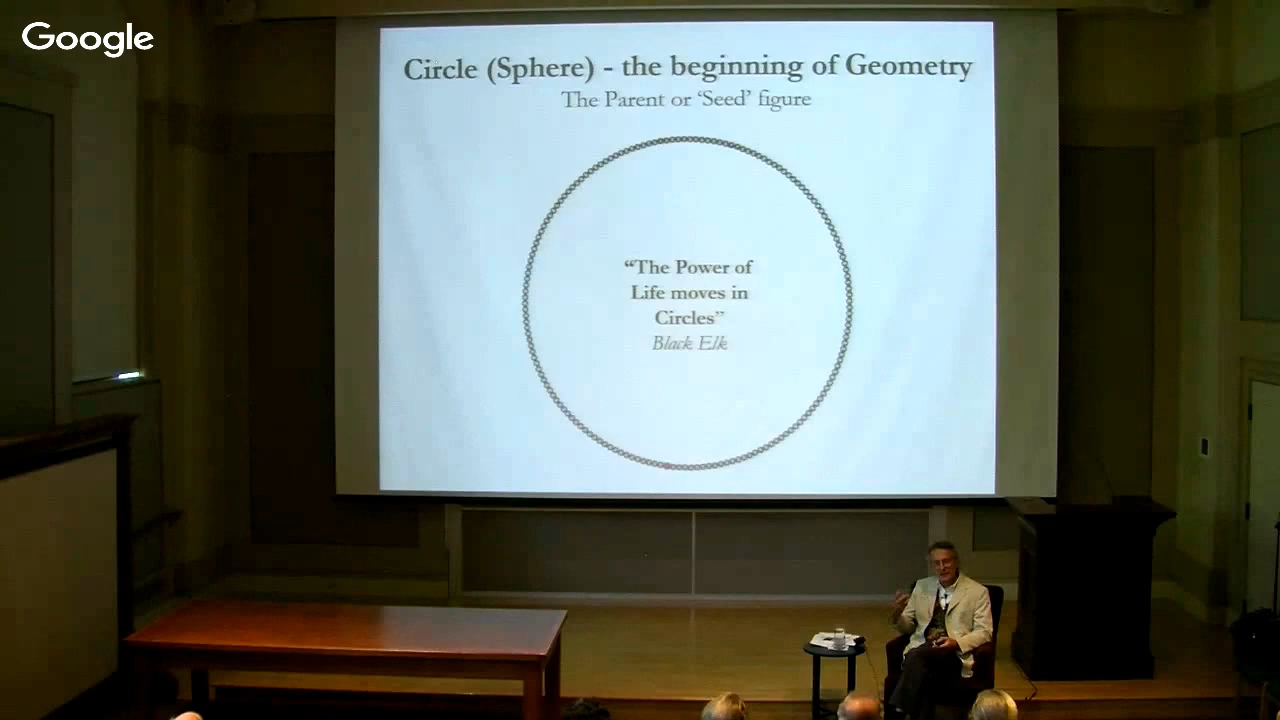 Google
Circle (Sphere) - the beginning of Geometry
The Parent or ‘Seed’ figure
“The Power of
Life moves in
Circles”
Black Elk